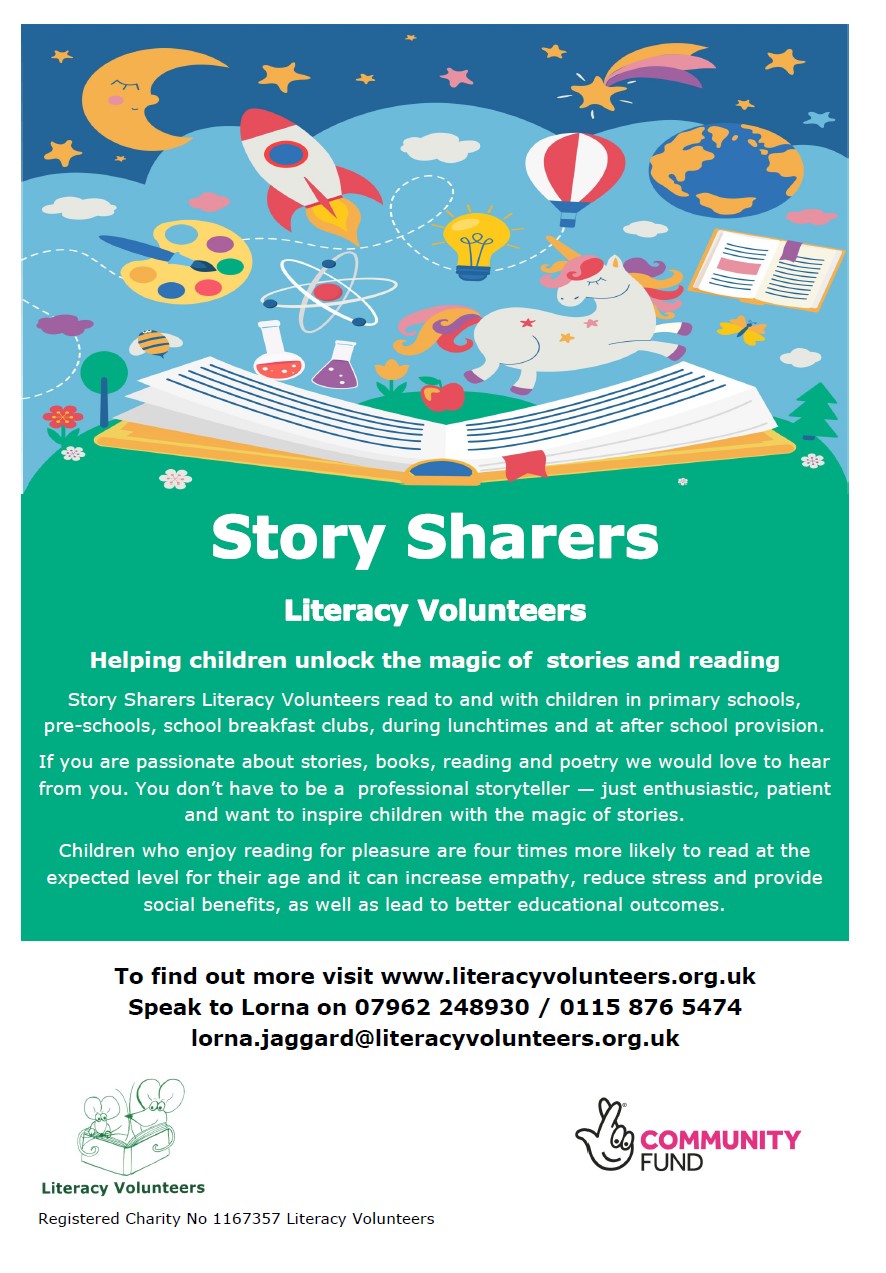 Story Sharers
Literacy Volunteers
Helping children unlock the magic of  stories and reading
Story Sharers Literacy Volunteers read to and with children in primary schools,
pre-schools, school breakfast clubs, during lunchtimes and at after school provision.
If you are passionate about stories, books, reading and poetry we would love to hear
from you. You don’t have to be a  professional storyteller — just enthusiastic, patient
and want to inspire children with the magic of stories.
Children who enjoy reading for pleasure are four times more likely to read at the
expected level for their age and it can increase empathy, reduce stress and provide
social benefits, as well as lead to better educational outcomes.
To find out more visit www.literacyvolunteers.org.uk
Speak to Lorna on 07962 248930 / 0115 876 5474
lorna.jaggard@literacyvolunteers.org.uk
Literacy Volunteers
®
COMMUNITY
FUND
Registered Charity No 1167357 Literacy Volunteers